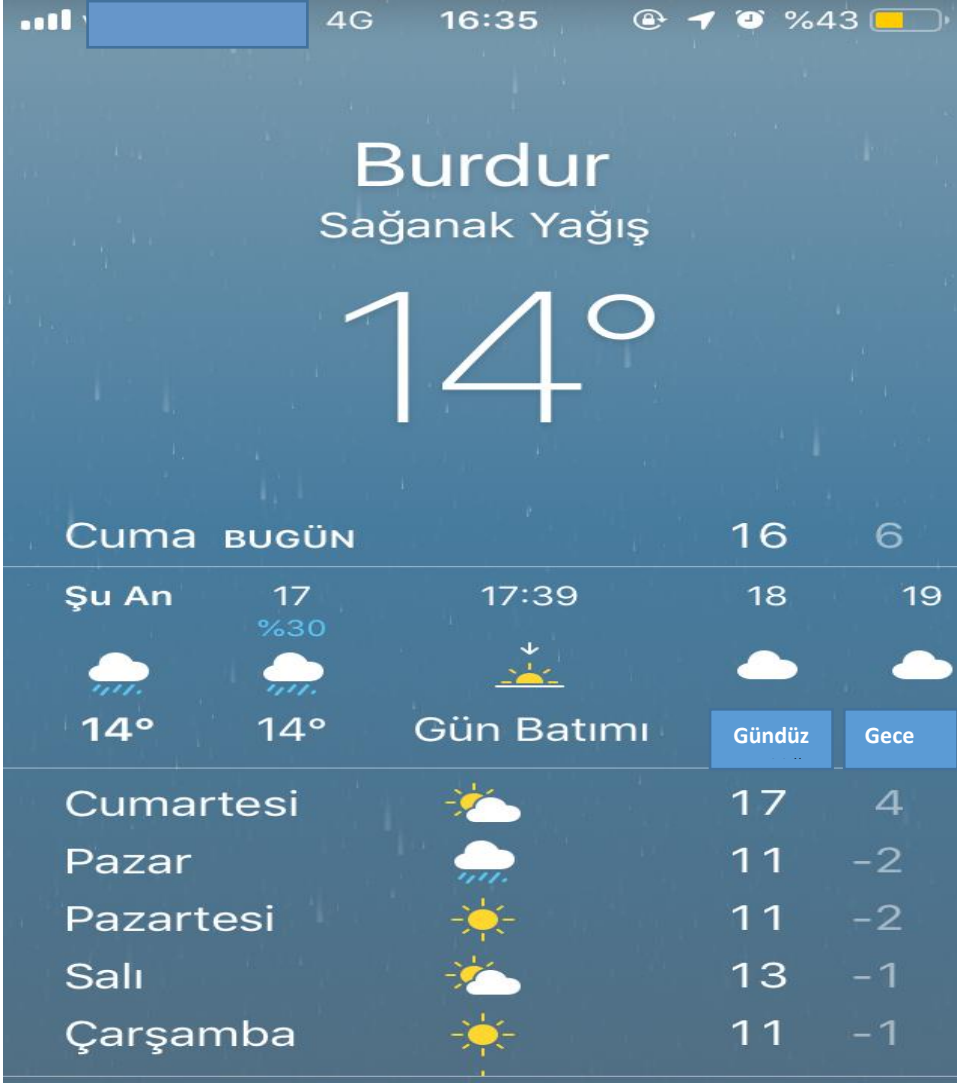 4G 16:35 %43
Burdur
Sağanak Yağış
14°
Cuma BUGÜN 16 6
Şu An 17 17:39 18 19
%30
14° 14° Gün Batımı Gündüz Gece
Cumartesi 17 4
Pazar 11 -2
Pazartesi 11 -2
Salı 13 -1
Çarşamba 11 -1